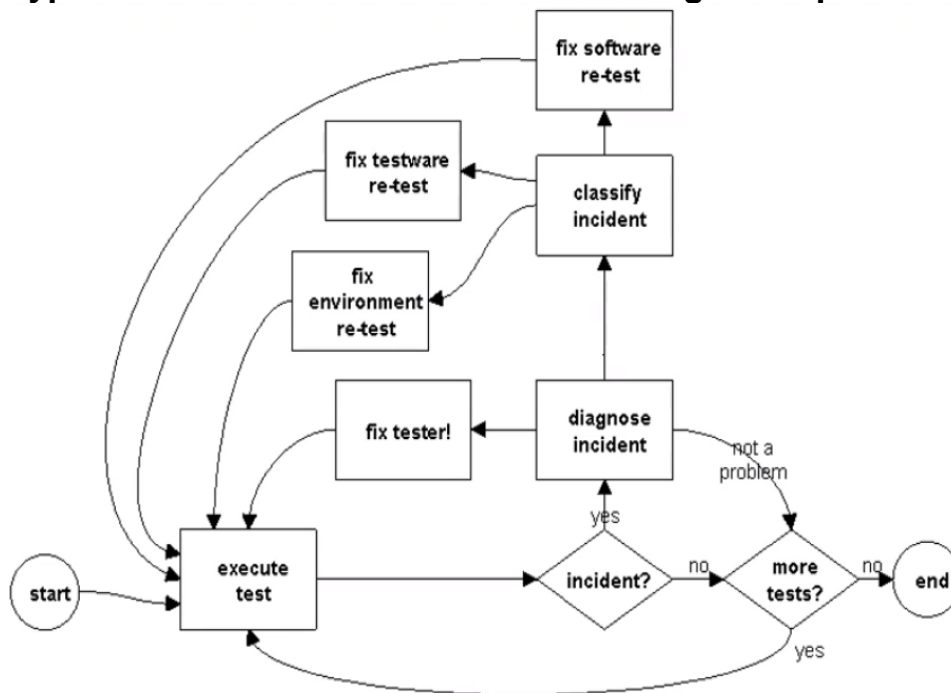 fix software
re-test
fix testware
re-test
classify
incident
fix
environment
re-test
fix tester!
diagnose
incident
not a
problem
yes
start
execute
test
incident?
no
more
tests?
no
end
yes